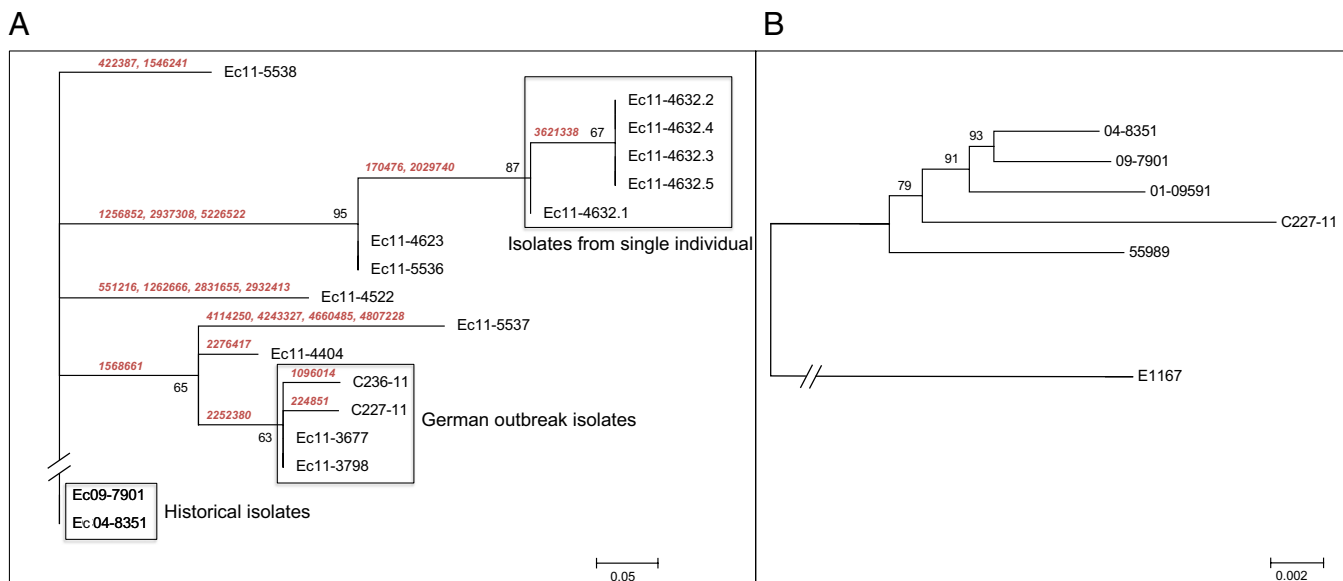 A
422387, 1546241
Ec11-5538
Ec11-4632.2
Ec11-4632.4
3621338
67
Ec11-4632.3
170476, 2029740
87
Ec11-4632.5
1256852, 2937308, 5226522
95
Ec11-4632.1
Ec11-4623
Isolates from single individual
Ec11-5536
551216, 1262666, 2831655, 2932413
Ec11-4522
4114250, 4243327, 4660485, 4807228
Ec11-5537
2276417
Ec11-4404
1568661
65
1096014
C236-11
224851
C227-11
German outbreak isolates
2252380
63
Ec11-3677
Ec11-3798
Ec09-7901
Historical isolates
Ec 04-8351
0.05
B
93
04-8351
91
09-7901
79
01-09591
C227-11
55989
E1167
0.002